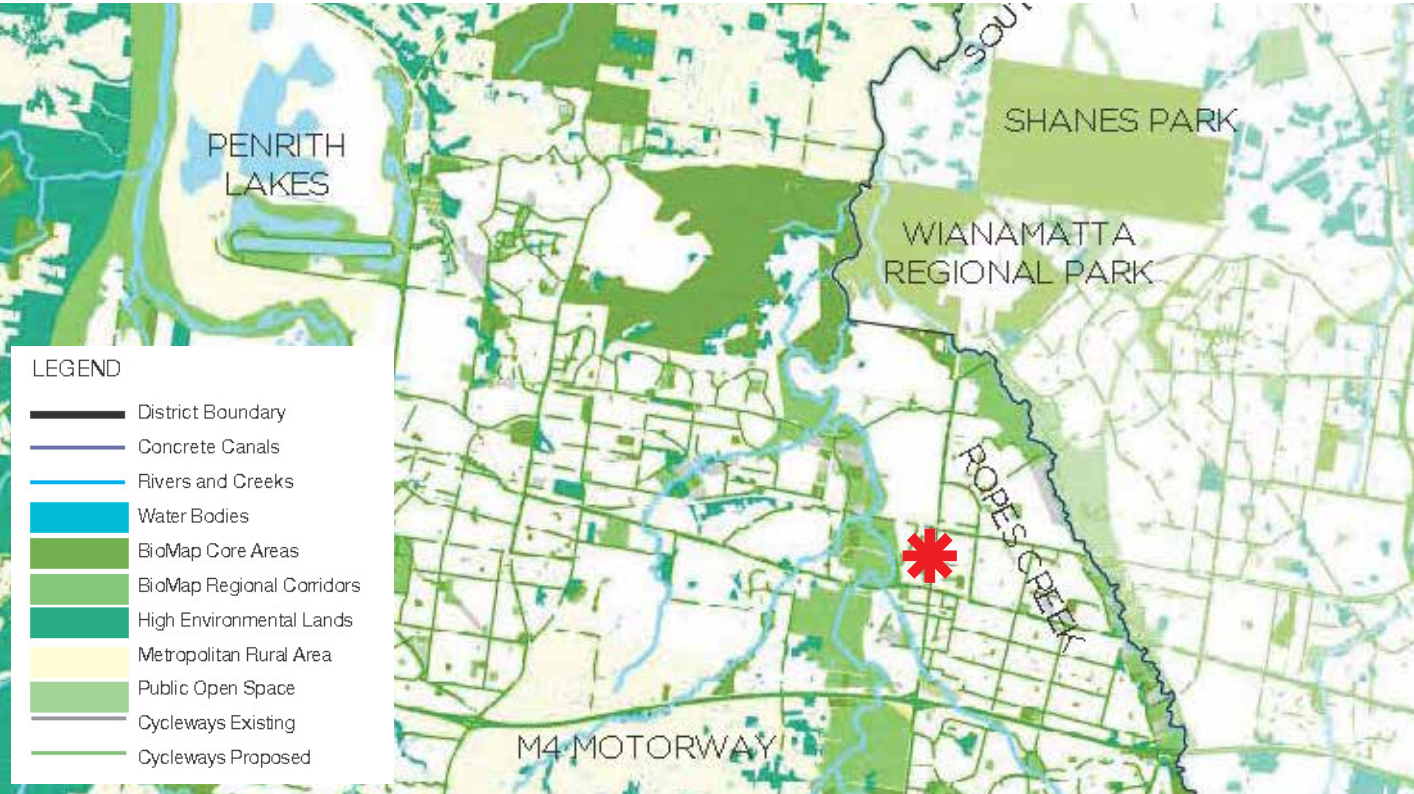 SOUT
SHANES PARK
PENRITH
LAKES
WIANAMATTA
REGIONAL PARK
LEGEND
District Boundary
Concrete Canals
Rivers and Creeks
Water Bodies
BioMap Core Areas
BioMap Regional Corridors
High Environmental Lands
Metropolitan Rural Area
Public Open Space
Cycleways Existing
Cycleways Proposed
ROPES CREEK
M4 MOTORWAY